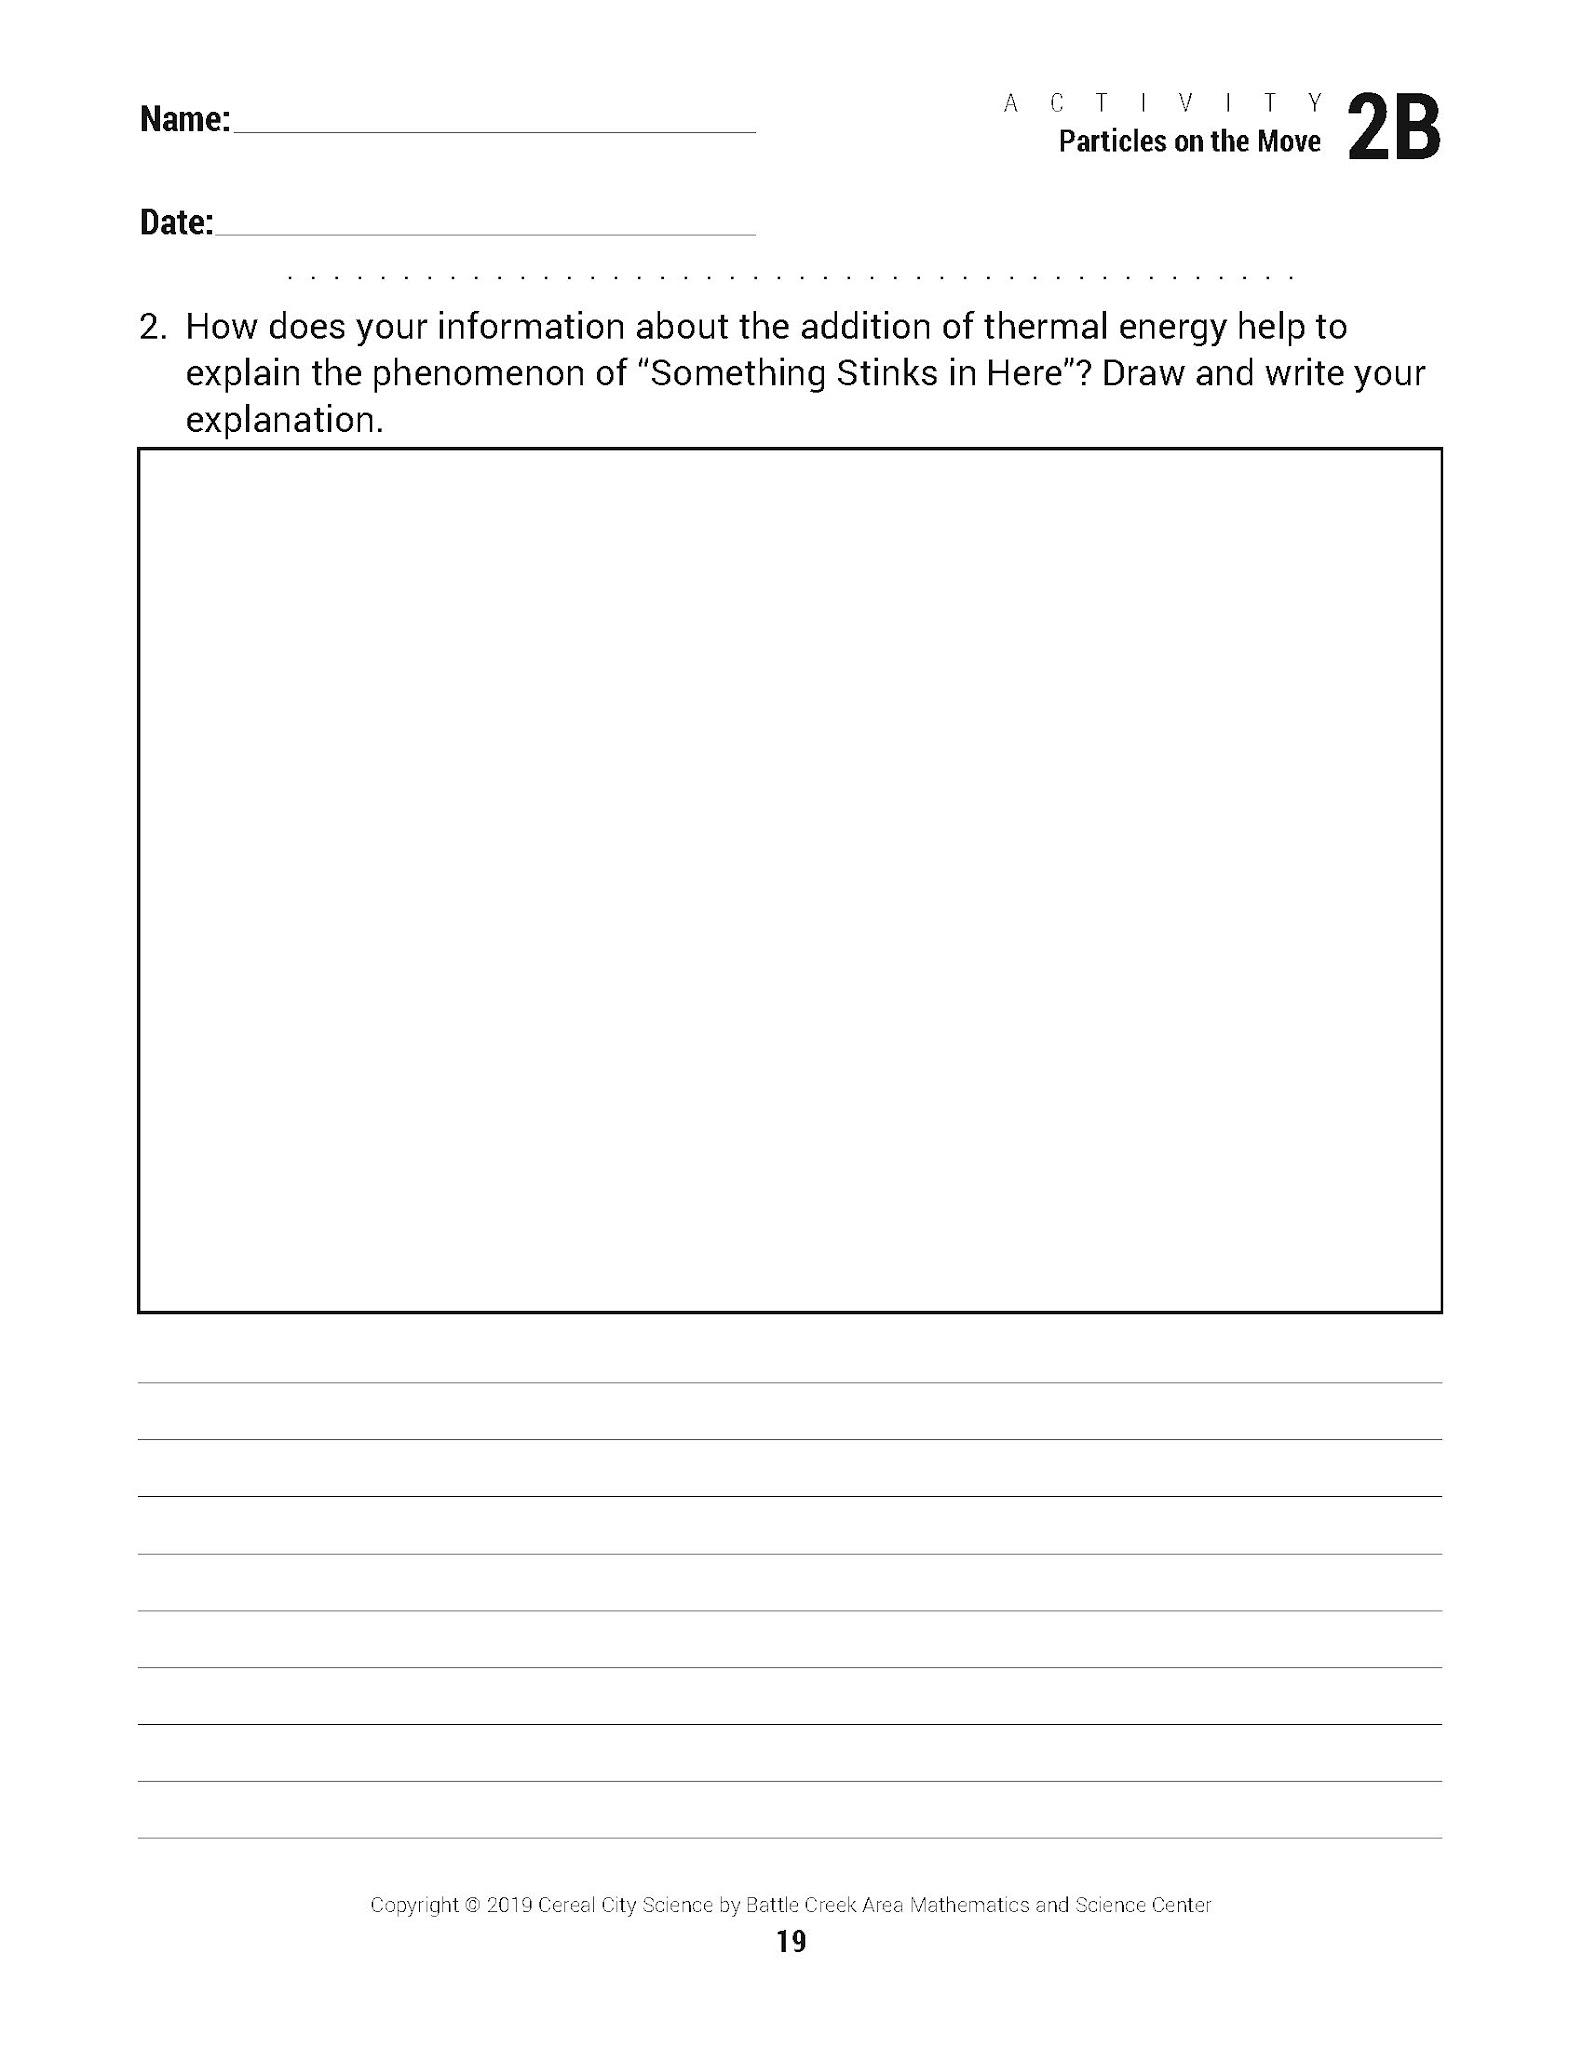 Name:
ACTIVITY
Particles on the Move
2B
Date:
2. How does your information about the addition of thermal energy help to
explain the phenomenon of “Something Stinks in Here”? Draw and write your
explanation.
Copyright © 2019 Cereal City Science by Battle Creek Area Mathematics and Science Center
19